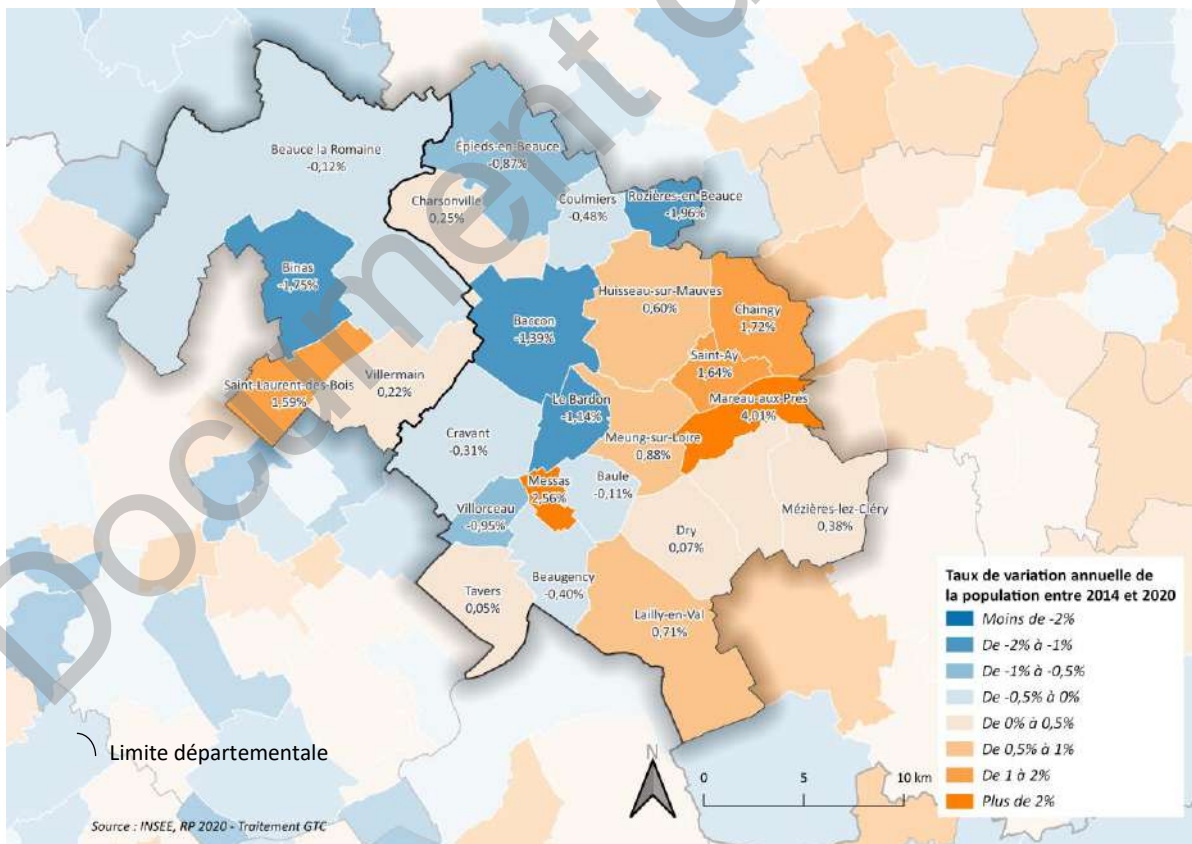 Document d
Beauce la Romaine
-0,12%
Épieds-en-Beauce
-0,87%
Charsonville
0,25%
Coulmiers
-0,48%
Rozières-en-Beauce
-1,96%
Binas
-1,75%
Huisseau-sur-Mauves
0,60%
Chaingy
1,72%
Baccon
-1,39%
Saint-Ay
1,64%
Saint-Laurent-des-Bois
1,59%
Villermain
0,22%
Le Bardon
-1,14%
Mareau-aux-Prés
4,01%
Cravant
-0,31%
Meung-sur-Loire
0,88%
Messas
2,56%
Baule
-0,11%
Villorceau
-0,95%
Mézières-lez-Cléry
0,38%
Dry
0,07%
Tavers
0,05%
Beaugency
-0,40%
Lailly-en-Val
0,71%
Taux de variation annuelle de
la population entre 2014 et 2020
Moins de -2%
De -2% à -1%
De -1% à -0,5%
De -0,5% à 0%
De 0% à 0,5%
De 0,5% à 1%
De 1 à 2%
Plus de 2%
Limite départementale
N
0 5 10 km
Source : INSEE, RP 2020 - Traitement GTC